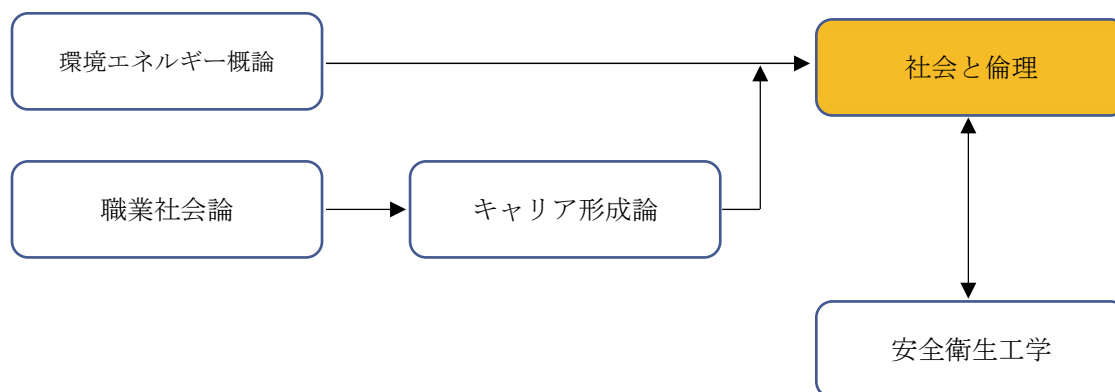 環境エネルギー概論
社会と倫理
職業社会論
キャリア形成論
安全衛生工学